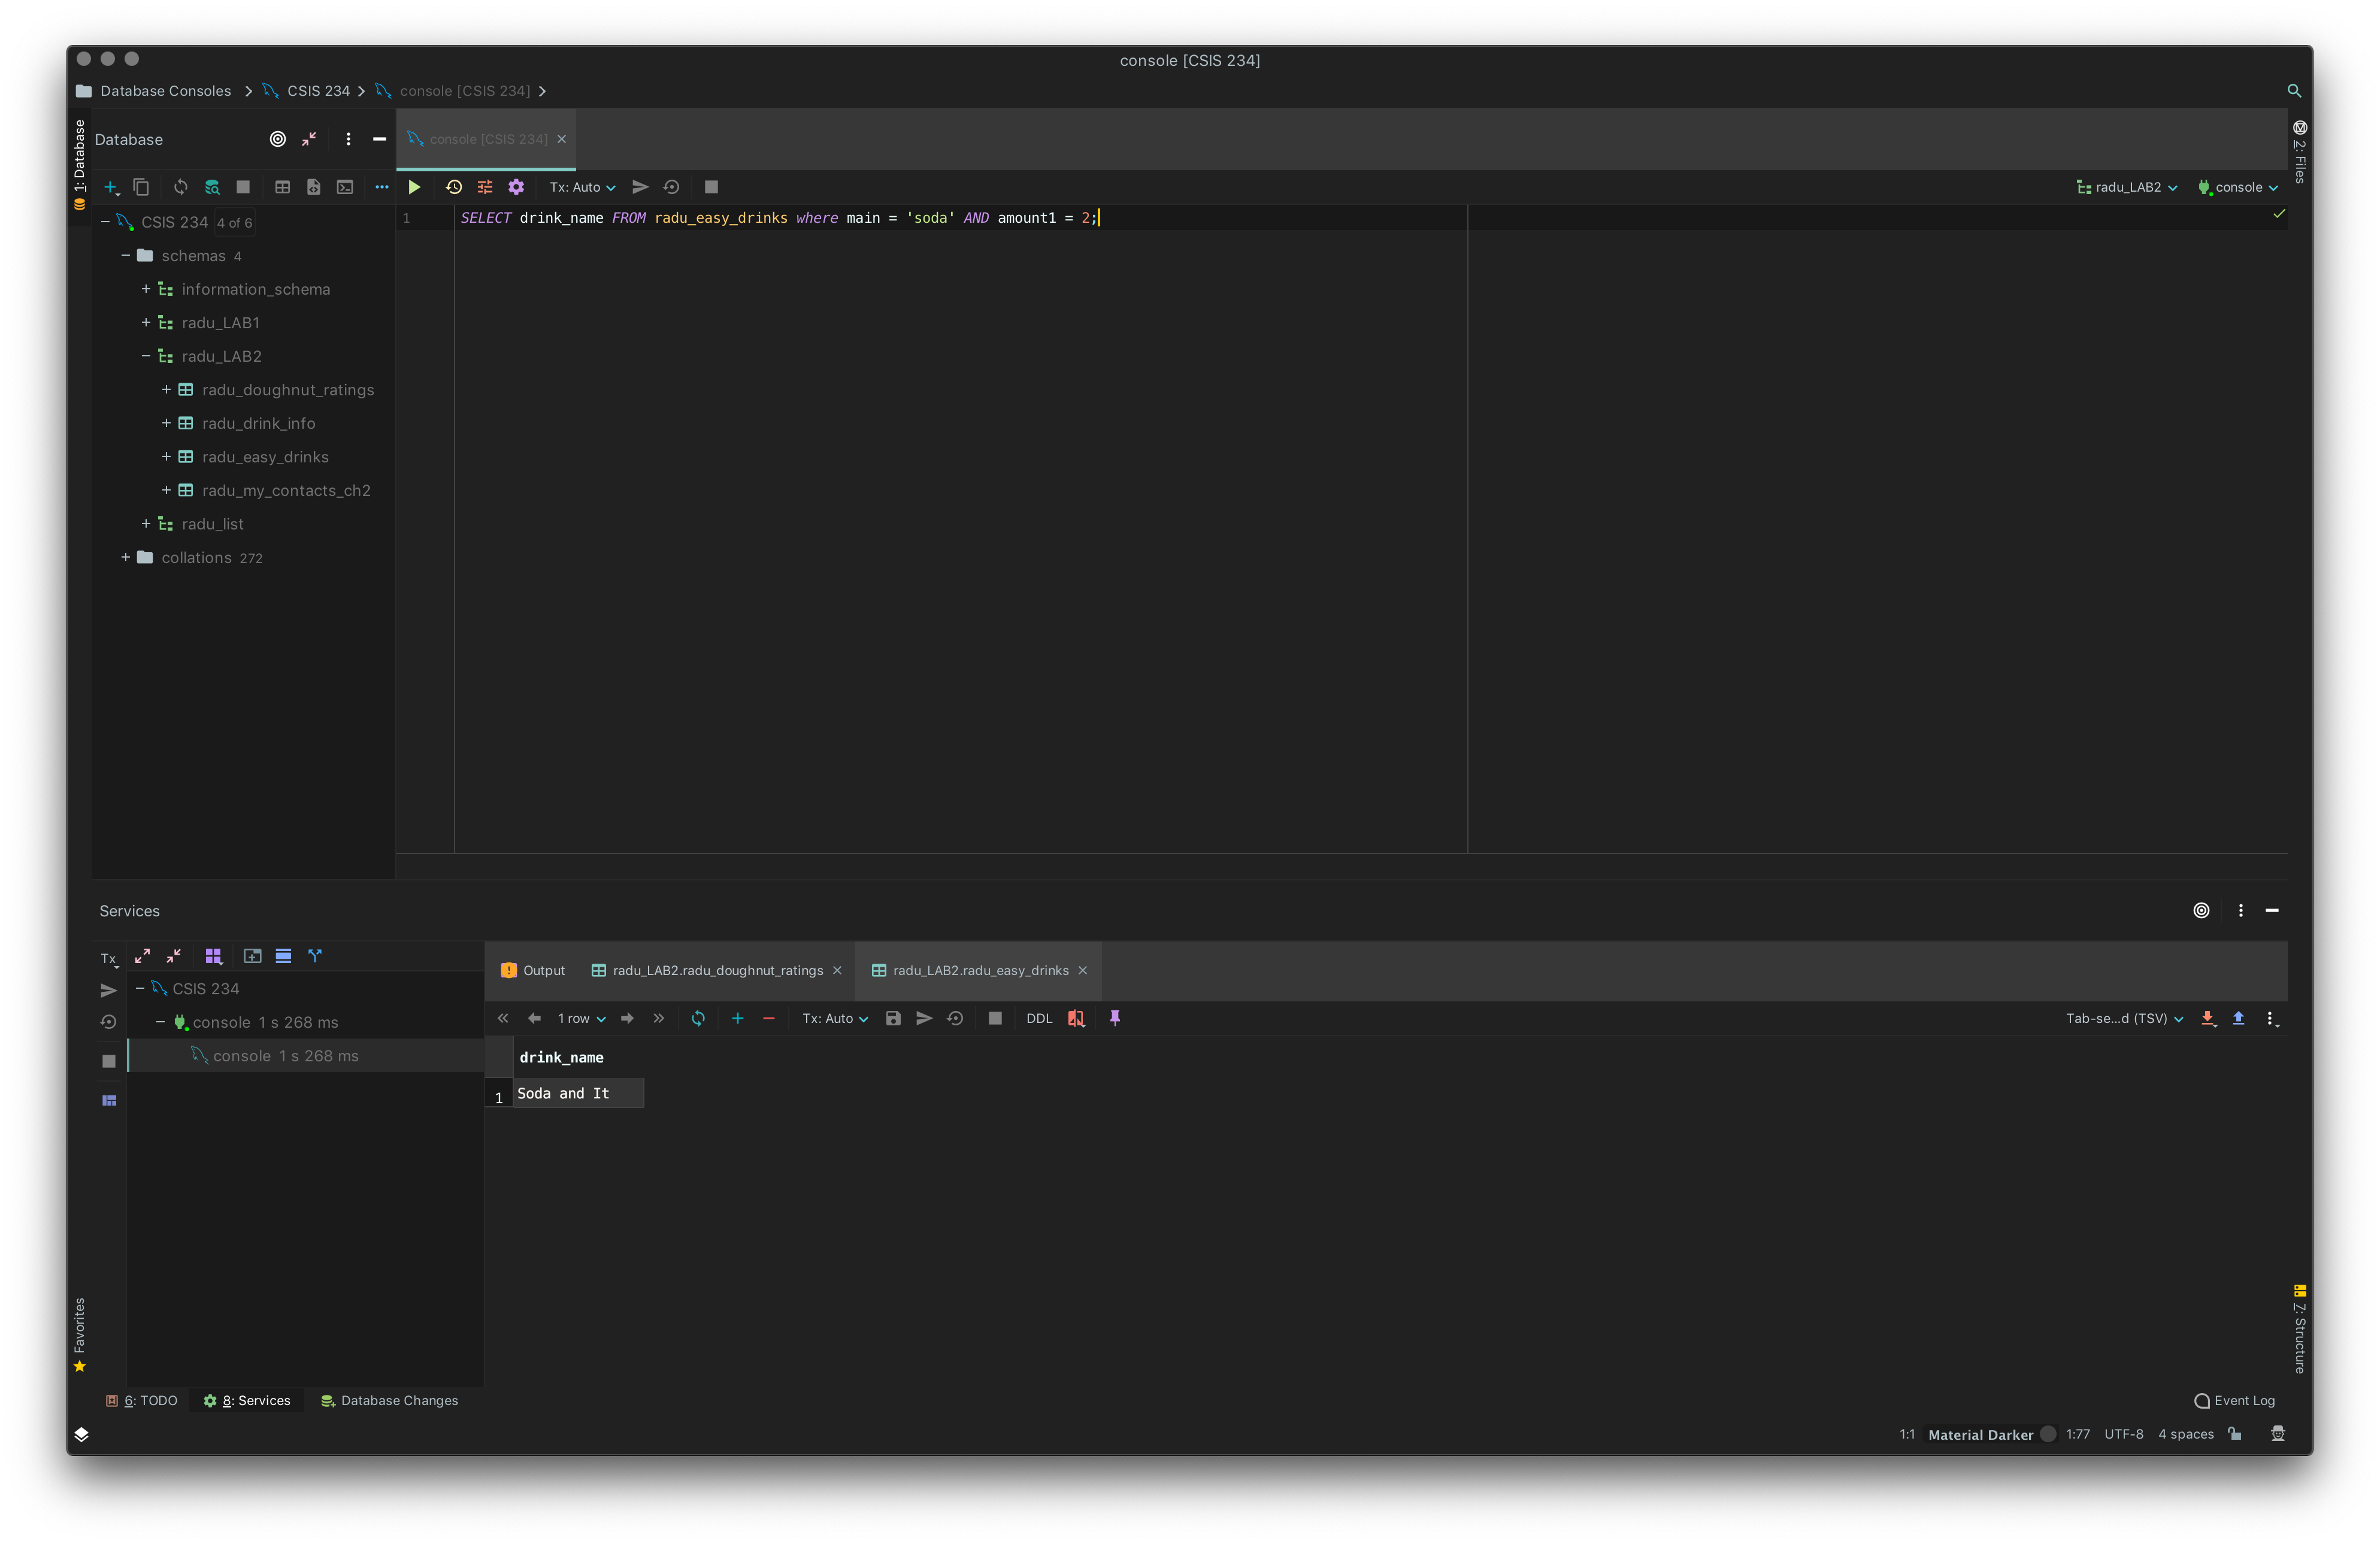 console [CSIS 234]
Database Consoles CSIS 234 console [CSIS 234]
1: Database
Database
console [CSIS 234]
2: Files
Tx: Auto
radu_LAB2 console
CSIS 234 4 of 6
schemas 4
information_schema
radu_LAB1
radu_LAB2
radu_doughnut_ratings
radu_drink_info
radu_easy_drinks
radu_my_contacts_ch2
radu_list
collations 272
1 SELECT drink_name FROM radu_easy_drinks where main = 'soda' AND amount1 = 2;
Services
Tx
CSIS 234
console 1 s 268 ms
console 1 s 268 ms
Output radu_LAB2.radu_doughnut_ratings radu_LAB2.radu_easy_drinks
1 row Tx: Auto DDL Tab-se...d (TSV)
drink_name
1 Soda and It
Favorites
7: Structure
6: TODO 8: Services Database Changes Event Log
1:1 Material Darker 1:77 UTF-8 4 spaces